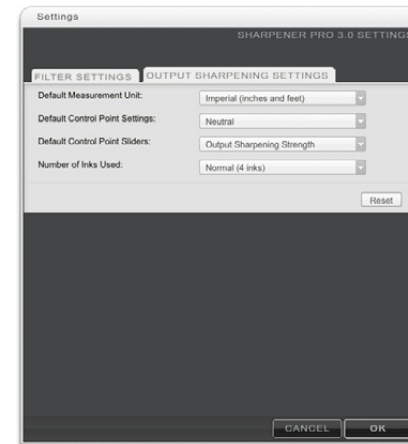 Settings
SHARPENER PRO 3.0 SETTINGS
FILTER SETTINGS OUTPUT SHARPENING SETTINGS
Default Measurement Unit: Imperial (inches and feet)
Default Control Point Settings: Neutral
Default Control Point Sliders: Output Sharpening Strength
Number of Inks Used: Normal (4 inks)
Reset
CANCEL OK